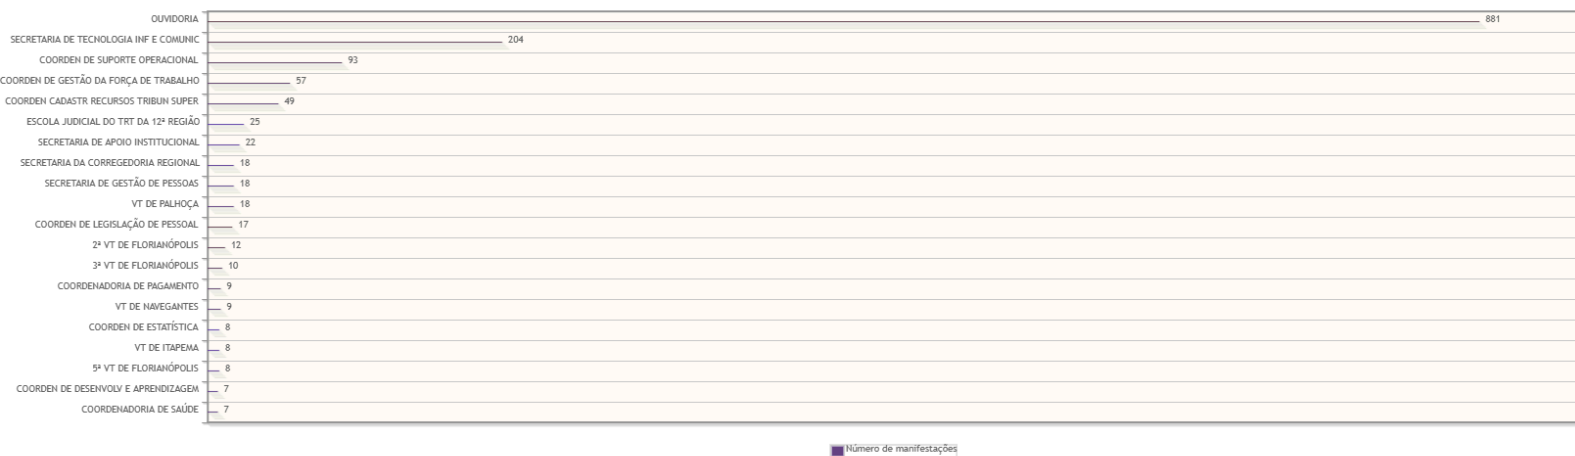 OUVIDORIA 881
SECRETARIA DE TECNOLOGIA INF E COMUNIC 204
COORDEN DE SUPORTE OPERACIONAL 93
COORDEN DE GESTÃO DA FORÇA DE TRABALHO 57
COORDEN CADASTR RECURSOS TRIBUN SUPER 49
ESCOLA JUDICIAL DO TRT DA 12ª REGIÃO 25
SECRETARIA DE APOIO INSTITUCIONAL 22
SECRETARIA DA CORREGEDORIA REGIONAL 18
SECRETARIA DE GESTÃO DE PESSOAS 18
VT DE PALHOÇA 18
COORDEN DE LEGISLAÇÃO DE PESSOAL 17
2ª VT DE FLORIANÓPOLIS 12
3ª VT DE FLORIANÓPOLIS 10
COORDENADORIA DE PAGAMENTO 9
VT DE NAVEGANTES 9
COORDEN DE ESTATÍSTICA 8
VT DE ITAPEMA 8
5ª VT DE FLORIANÓPOLIS 8
COORDEN DE DESENVOLV E APRENDIZAGEM 7
COORDENADORIA DE SAÚDE 7
Número de manifestações